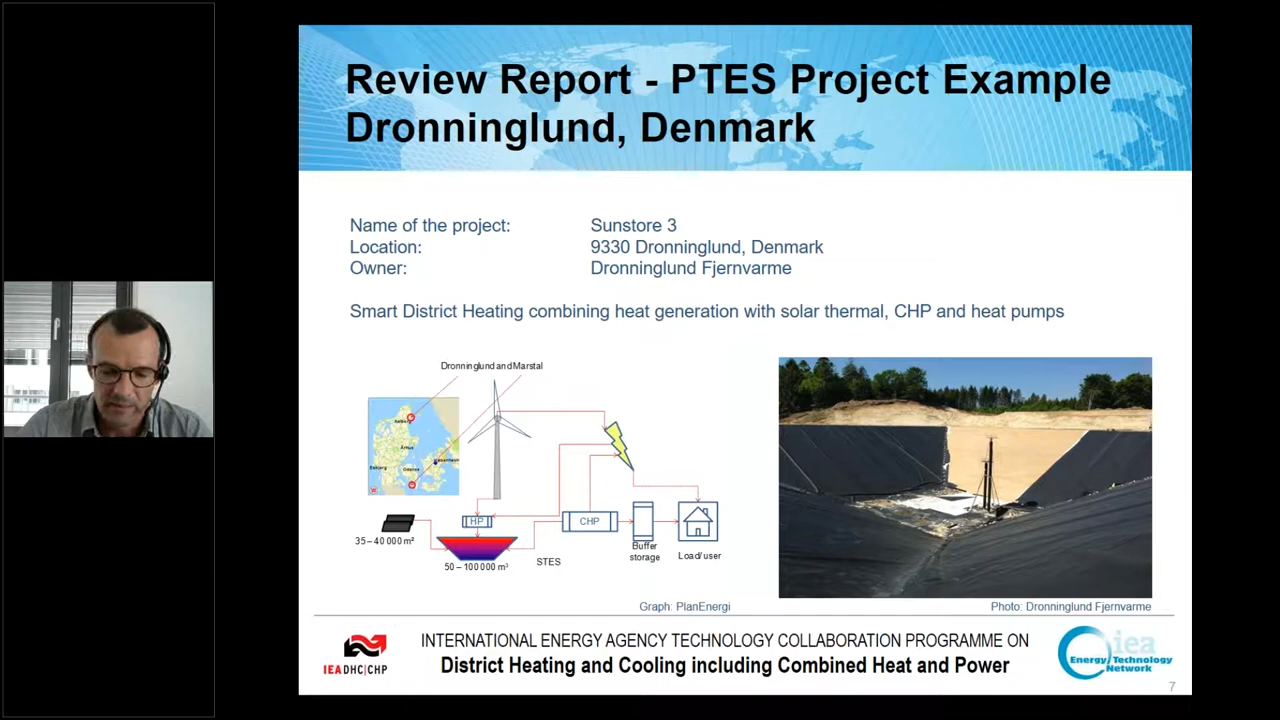 Review Report - PTES Project Example
Dronninglund, Denmark
Name of the project: Sunstore 3
Location: 9330 Dronninglund, Denmark
Owner: Dronninglund Fjernvarme
Smart District Heating combining heat generation with solar thermal, CHP and heat pumps
Dronninglund and Marstal
Aalborg
Århus
Esbjerg
Odense
HP
CHP
35–40 000 m²
50–100 000 m³
STES
Buffer
storage
Load/user
Graph: PlanEnergi
Photo: Dronninglund Fjernvarme
IEA DHC|CHP
INTERNATIONAL ENERGY AGENCY TECHNOLOGY COLLABORATION PROGRAMME ON
District Heating and Cooling including Combined Heat and Power
iea
Energy Technology
Network
7